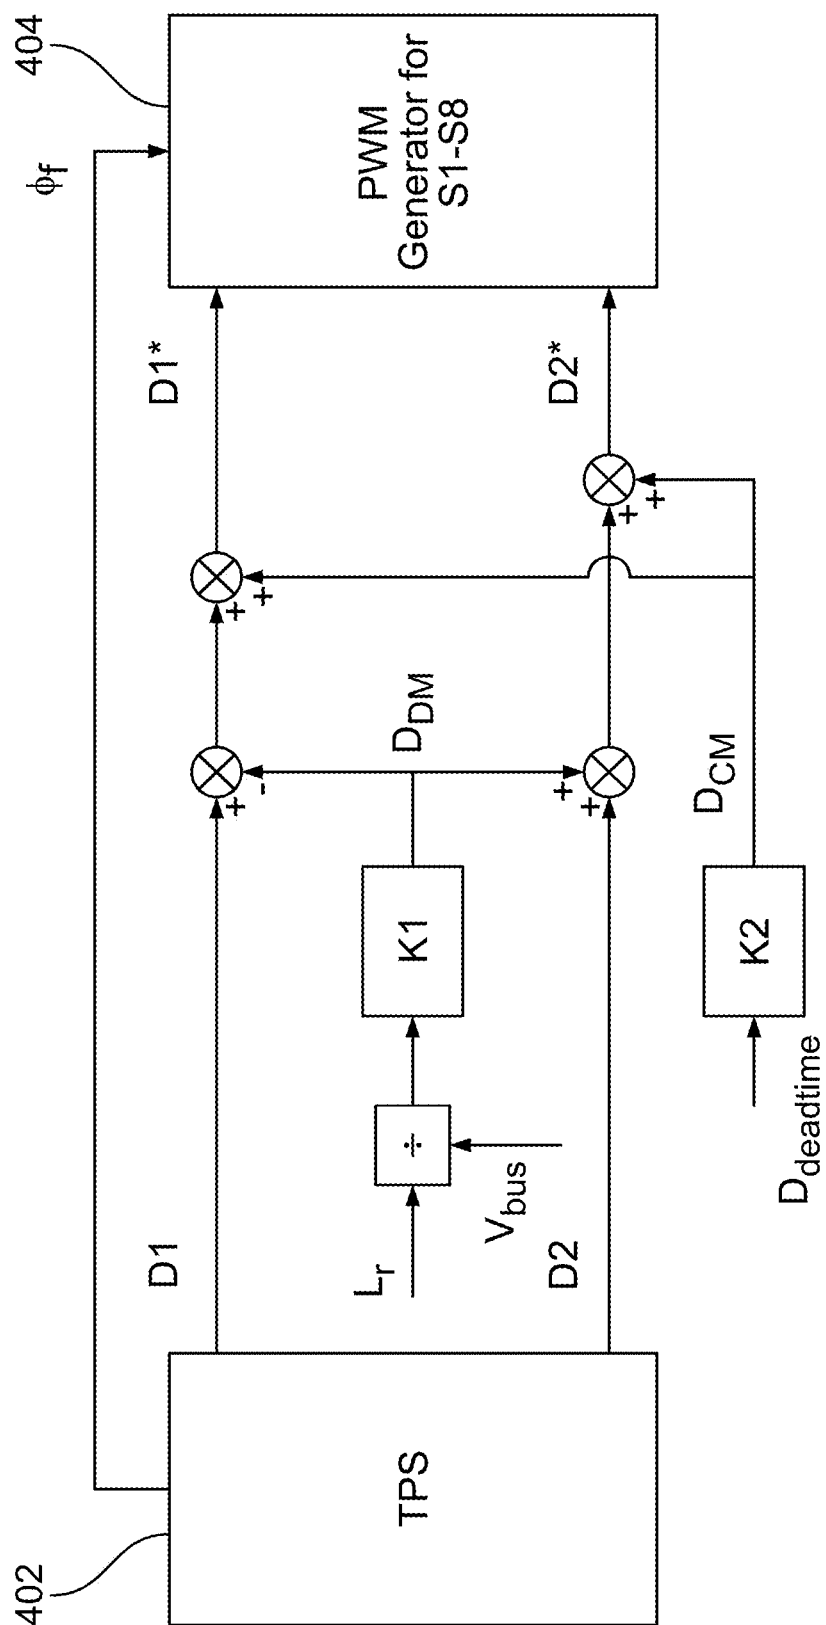 402
TPS
404
PWM
Generator for
S1-S8
ϕf
D1
D1*
+
-
+
+
Lr
÷
Vbus
K1
DDM
D2
D2*
+
+
+
+
Ddeadtime
K2
DCM